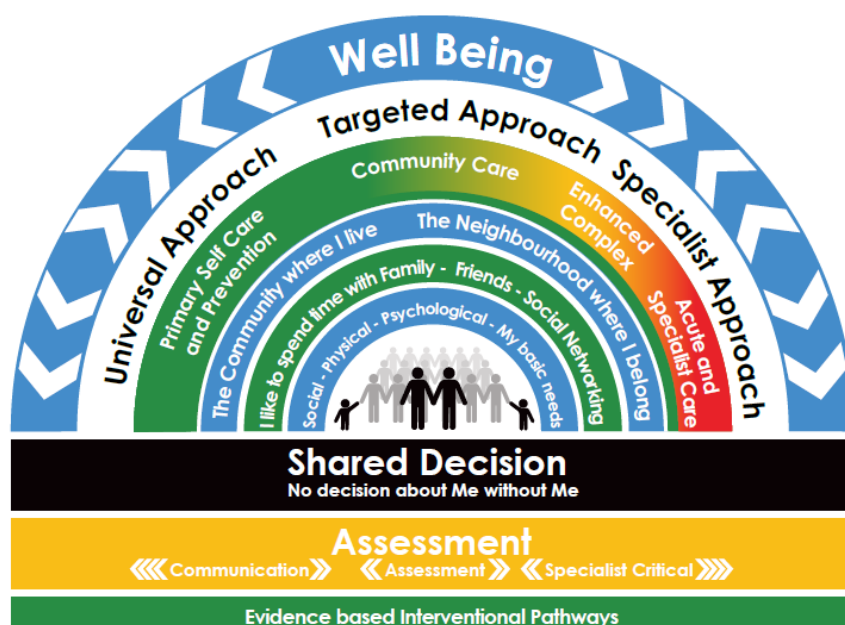 Well Being
Universal Approach
Targeted Approach
Specialist Approach
Primary Self Care
and Prevention
Community Care
Enhanced
Complex
Acute and
Specialist Care
The Community where I live
The Neighbourhood where I belong
I like to spend time with Family - Friends - Social Networking
Social - Physical - Psychological - My basic needs
Shared Decision
No decision about Me without Me
Assessment
Communication
Assessment
Specialist Critical
Evidence based Interventional Pathways